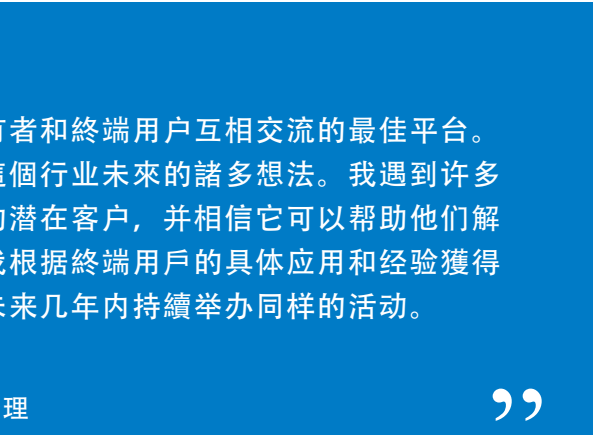 者和終端用户互相交流的最佳平台。
這個行业未來的諸多想法。我遇到许多
的潜在客户，并相信它可以帮助他们解
我根据終端用戶的具体应用和经验獲得
未来几年内持續举办同样的活动。
理
”